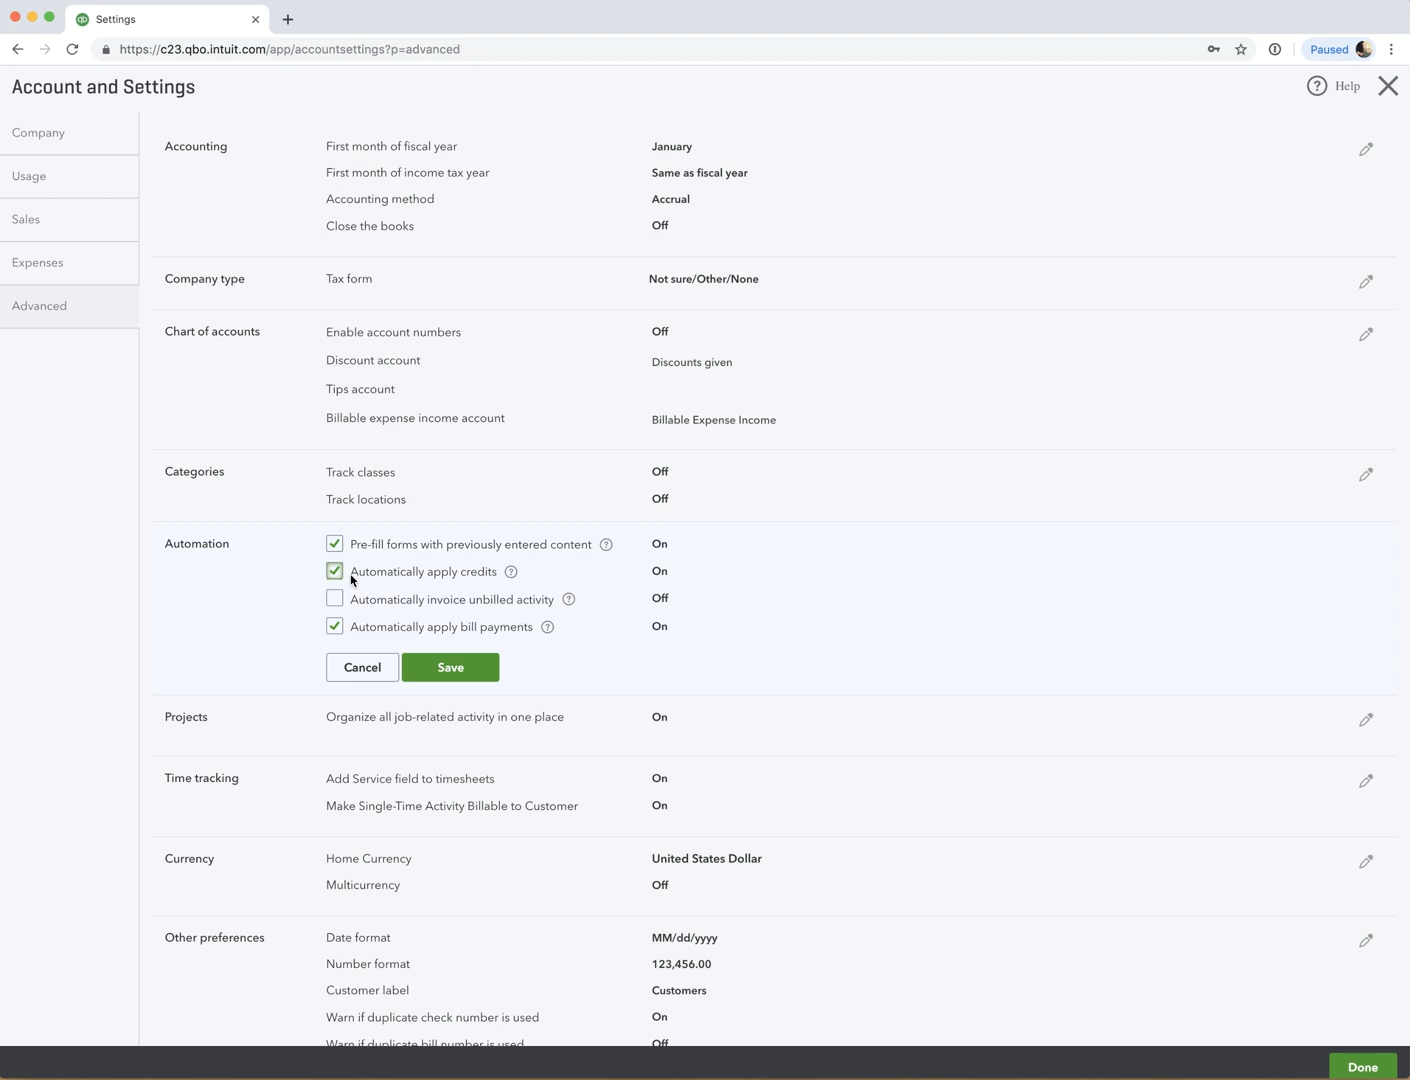 Settings
https://c23.qbo.intuit.com/app/accountsettings?p=advanced
Paused
Account and Settings
? Help
Company
Usage
Sales
Expenses
Advanced
Accounting
First month of fiscal year January
First month of income tax year Same as fiscal year
Accounting method Accrual
Close the books Off
Company type
Tax form Not sure/Other/None
Chart of accounts
Enable account numbers Off
Discount account Discounts given
Tips account
Billable expense income account Billable Expense Income
Categories
Track classes Off
Track locations Off
Automation
Pre-fill forms with previously entered content ? On
Automatically apply credits ? On
Automatically invoice unbilled activity ? Off
Automatically apply bill payments ? On
Cancel Save
Projects
Organize all job-related activity in one place On
Time tracking
Add Service field to timesheets On
Make Single-Time Activity Billable to Customer On
Currency
Home Currency United States Dollar
Multicurrency Off
Other preferences
Date format MM/dd/yyyy
Number format 123,456.00
Customer label Customers
Warn if duplicate check number is used On
Warn if duplicate bill number is used Off
Done